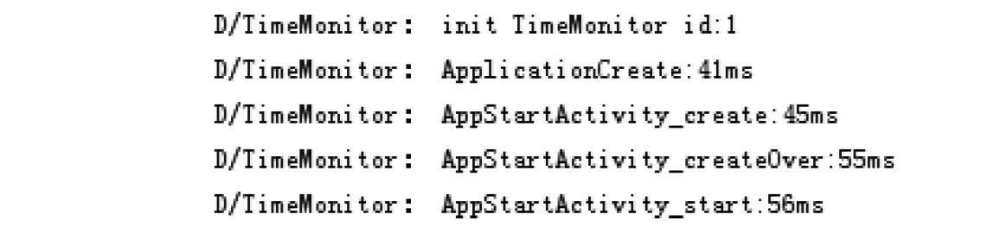 D/TimeMonitor: init TimeMonitor id:1
D/TimeMonitor: ApplicationCreate:41ms
D/TimeMonitor: AppStartActivity_create:45ms
D/TimeMonitor: AppStartActivity_createOver:55ms
D/TimeMonitor: AppStartActivity_start:56ms